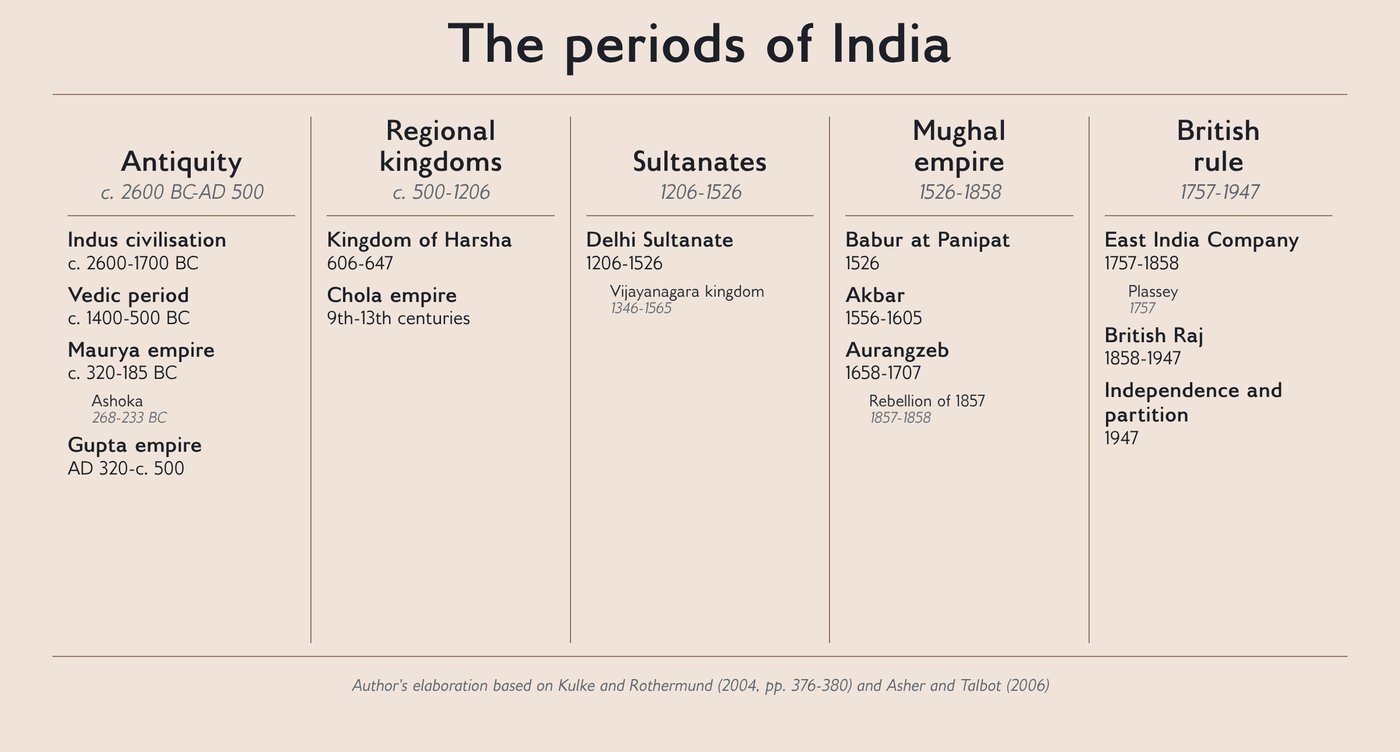 The periods of India
Antiquity
c. 2600 BC-AD 500
Indus civilisation
c. 2600-1700 BC
Vedic period
c. 1400-500 BC
Maurya empire
c. 320-185 BC
Ashoka
268-233 BC
Gupta empire
AD 320-c. 500
Regional
kingdoms
c. 500-1206
Kingdom of Harsha
606-647
Chola empire
9th-13th centuries
Sultanates
1206-1526
Delhi Sultanate
1206-1526
Vijayanagara kingdom
1346-1565
Mughal
empire
1526-1858
Babur at Panipat
1526
Akbar
1556-1605
Aurangzeb
1658-1707
Rebellion of 1857
1857-1858
British
rule
1757-1947
East India Company
1757-1858
Plassey
1757
British Raj
1858-1947
Independence and
partition
1947
Author's elaboration based on Kulke and Rothermund (2004, pp. 376-380) and Asher and Talbot (2006)